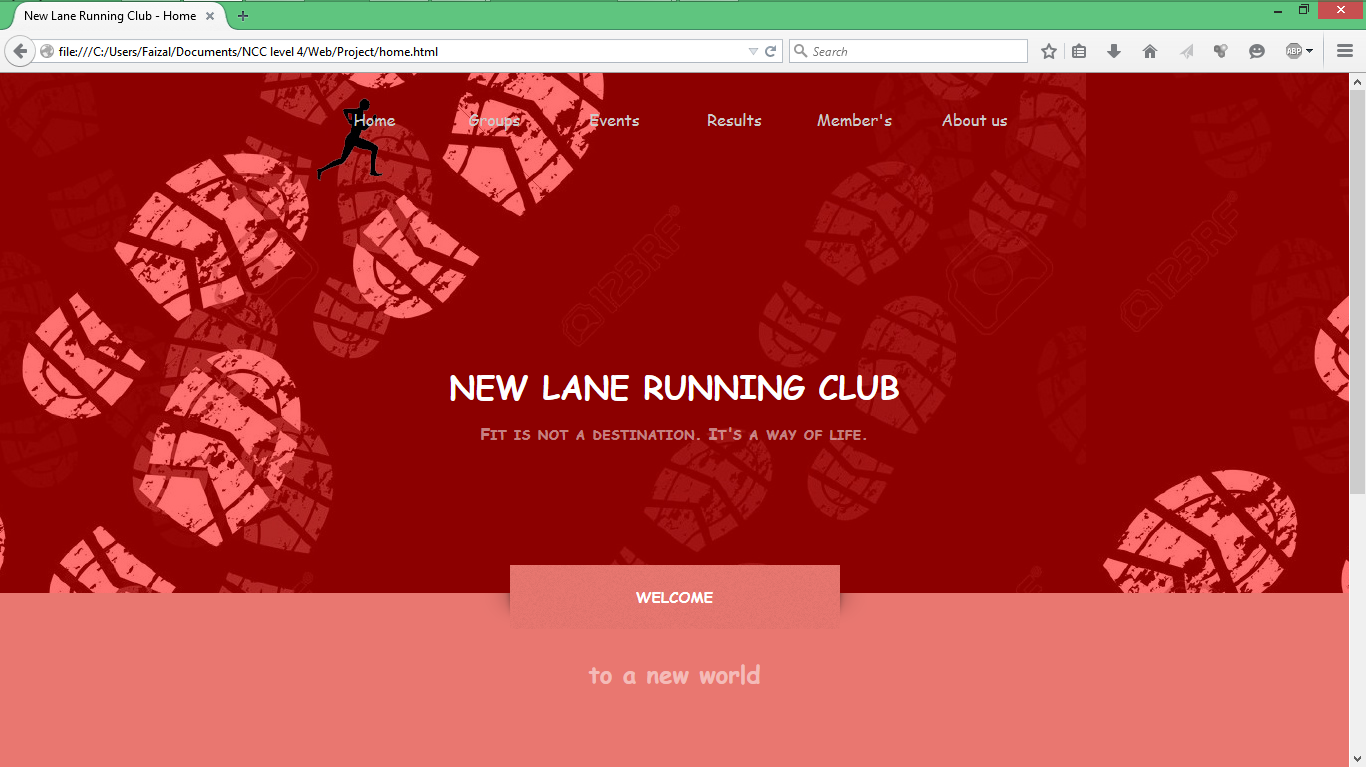 New Lane Running Club - Home
file:///C:/Users/Faizal/Documents/NCC level 4/Web/Project/home.html
Search
ABP
Home Groups Events Results Member's About us
123RF 123RF
NEW LANE RUNNING CLUB
Fit is not a destination. It's a way of life.
WELCOME
to a new world